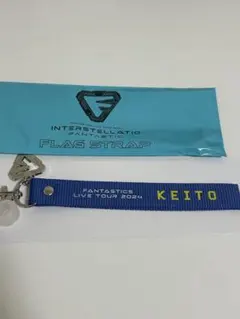 INTERSTELLATIC
FANTASTIC
FLAG STRAP
FANTASTICS
LIVE TOUR 2024
KEITO